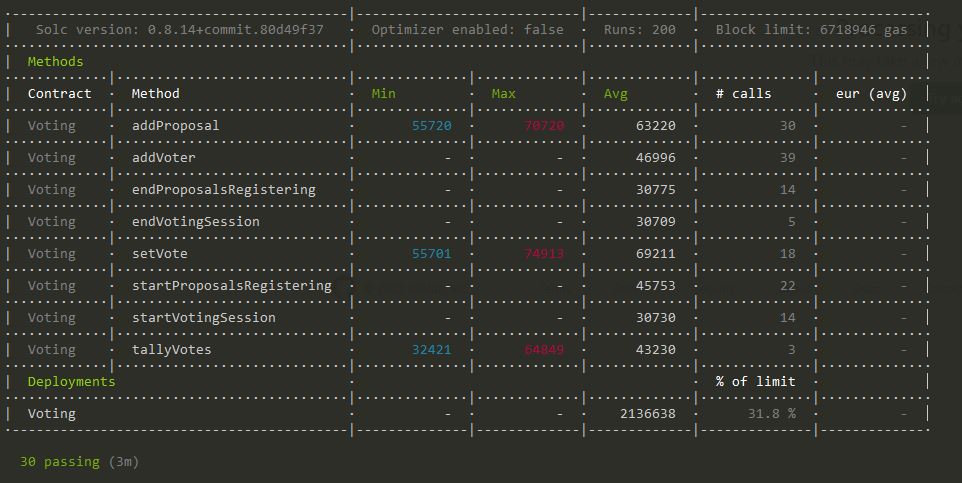 Solc version: 0.8.14+commit.80d49f37 · Optimizer enabled: false · Runs: 200 · Block limit: 6718946 gas
Methods
Contract · Method · Min · Max · Avg · # calls · eur (avg)
Voting · addProposal · 55720 · 70720 · 63220 · 30 · -
Voting · addVoter · - · - · 46996 · 39 · -
Voting · endProposalsRegistering · - · - · 30775 · 14 · -
Voting · endVotingSession · - · - · 30709 · 5 · -
Voting · setVote · 55701 · 74913 · 69211 · 18 · -
Voting · startProposalsRegistering · - · - · 45753 · 22 · -
Voting · startVotingSession · - · - · 30730 · 14 · -
Voting · tallyVotes · 32421 · 64849 · 43230 · 3 · -
Deployments · % of limit ·
Voting · - · - · 2136638 · 31.8 % · -
30 passing (3m)